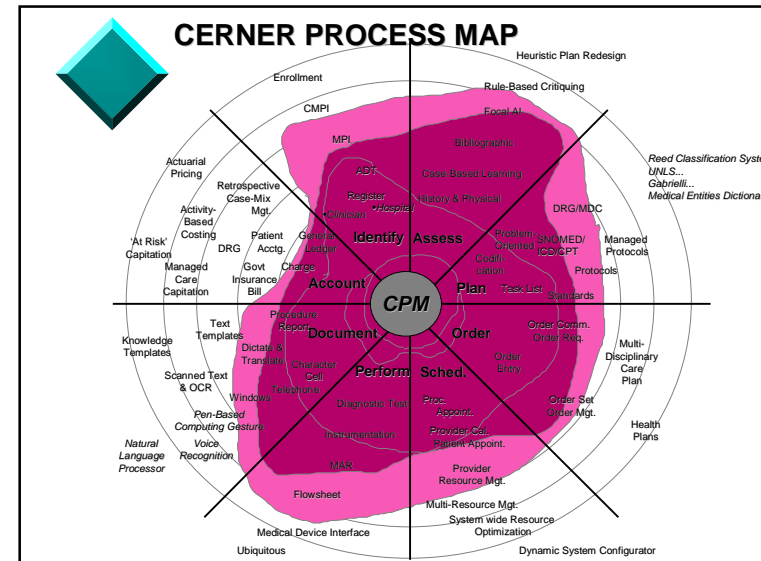 CERNER PROCESS MAP
Heuristic Plan Redesign
Enrollment
Rule-Based Critiquing
CMPI
Focal AI
MPI
Bibliographic
Actuarial
Pricing
ADT
Case-Based Learning
Reed Classification Syste
UNLS...
Gabrielli...
Medical Entities Dictiona
Retrospective
Case-Mix
Mgt.
Register
•Hospital
•Clinician
History & Physical
DRG/MDC
Activity-
Based
Costing
Patient
Acctg.
General
Ledger
Identify
Assess
Problem-
Oriented
SNOMED/
ICD/CPT
Managed
Protocols
'At Risk'
Capitation
DRG
Codifi
cation
Protocols
Managed
Care
Capitation
Govt
Insurance
Bill
Charge
Account
CPM
Plan
Task List
Standards
Procedure
Report
Document
Order
Order Comm.
Order Req.
Text
Templates
Knowledge
Templates
Dictate &
Translate
Character
Cell
Perform
Sched.
Order
Entry
Multi-
Disciplinary
Care
Plan
Scanned Text
& OCR
Telephone
Windows
Diagnostic Test
Proc.
Appoint.
Order Set
Order Mgt.
Pen-Based
Computing Gesture
Voice
Recognition
Natural
Language
Processor
Instrumentation
Provider Cal.
Patient Appoint.
Health
Plans
MAR
Provider
Resource Mgt.
Flowsheet
Multi-Resource Mgt.
System wide Resource
Optimization
Medical Device Interface
Ubiquitous
Dynamic System Configurator